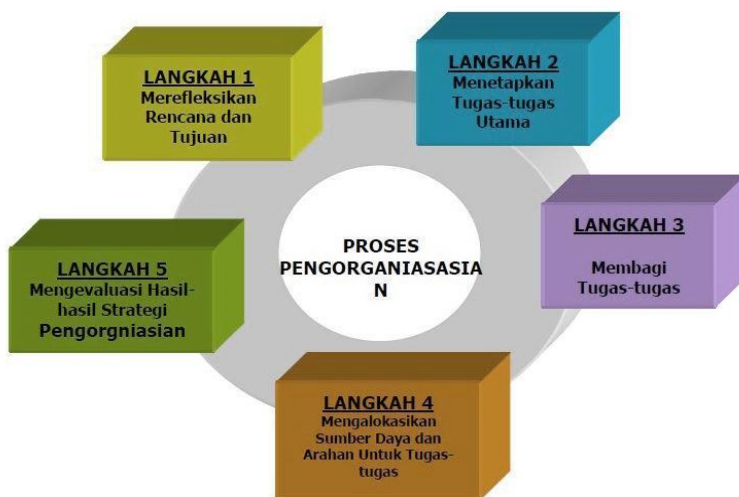 LANGKAH 1
Merefleksikan
Rencana dan
Tujuan
LANGKAH 2
Menetapkan
Tugas-tugas
Utama
LANGKAH 3
Membagi
Tugas-tugas
LANGKAH 4
Mengalokasikan
Sumber Daya dan
Arahan Untuk Tugas-
tugas
LANGKAH 5
Mengevaluasi Hasil-
hasil Strategi
Pengorgniasian
PROSES
PENGORGANIASASIA
N